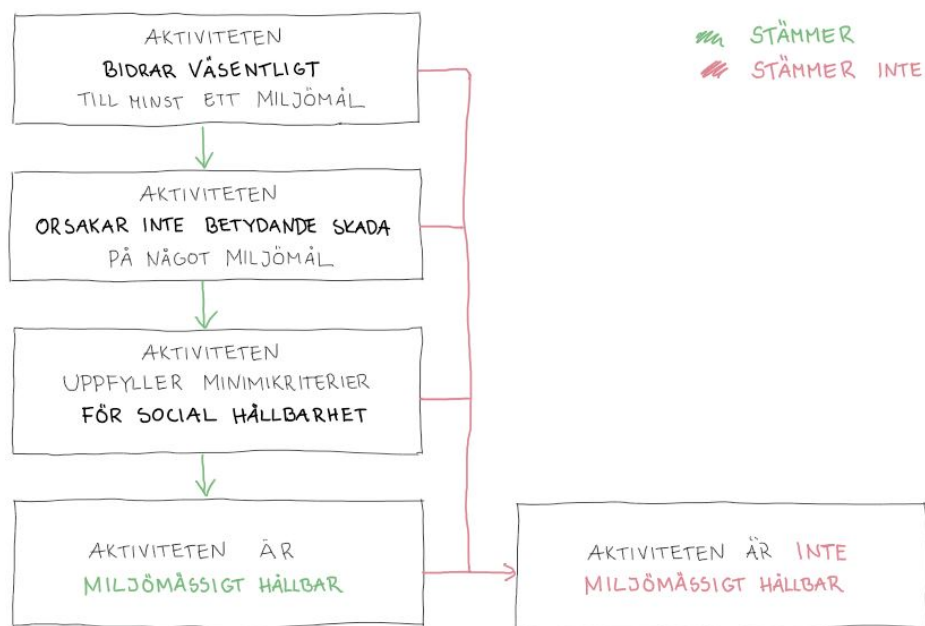 AKTIVITETEN
BIDRAR VÄSENTLIGT
TILL MINST ETT MILJÖMÅL
STÄMMER
STÄMMER INTE
AKTIVITETEN
ORSAKAR INTE BETYDANDE SKADA
PÅ NÅGOT MILJÖMÅL
AKTIVITETEN
UPPFYLLER MINIMIKRITERIER
FÖR SOCIAL HÅLLBARHET
AKTIVITETEN ÄR
MILJÖMÄSSIGT HÅLLBAR
AKTIVITETEN ÄR INTE
MILJÖMÄSSIGT HÅLLBAR